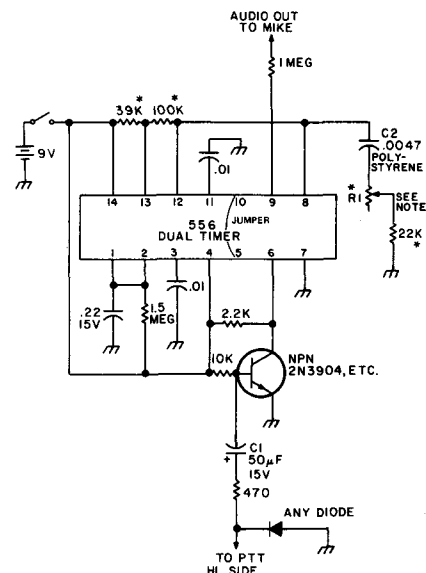 AUDIO OUT
TO MIKE
1 MEG
39K* 100K*
9V
.01
C2
.0047
POLY-
STYRENE
*R1
SEE
NOTE
22K
*
14 13 12 11 10 9 8
JUMPER
556
DUAL TIMER
1 2 3 4 5 6 7
.22
15V
1.5
MEG
.01
2.2K
10K
NPN
2N3904, ETC.
C1
+ 50µF
15V
470
ANY DIODE
TO PTT
HI SIDE